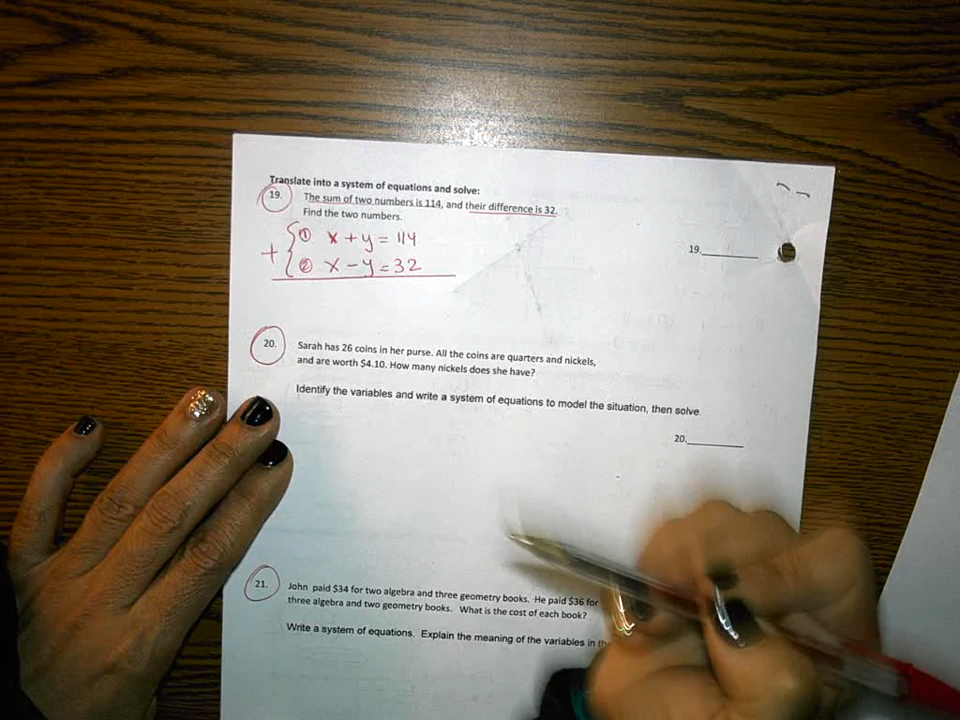 Translate into a system of equations and solve:
19. The sum of two numbers is 114, and their difference is 32.
Find the two numbers.
① x + y = 114
19.
+ ② x - y = 32
20. Sarah has 26 coins in her purse. All the coins are quarters and nickels,
and are worth $4.10. How many nickels does she have?
Identify the variables and write a system of equations to model the situation, then solve.
20.
21. John paid $34 for two algebra and three geometry books. He paid $36 for
three algebra and two geometry books. What is the cost of each book?
Write a system of equations. Explain the meaning of the variables in